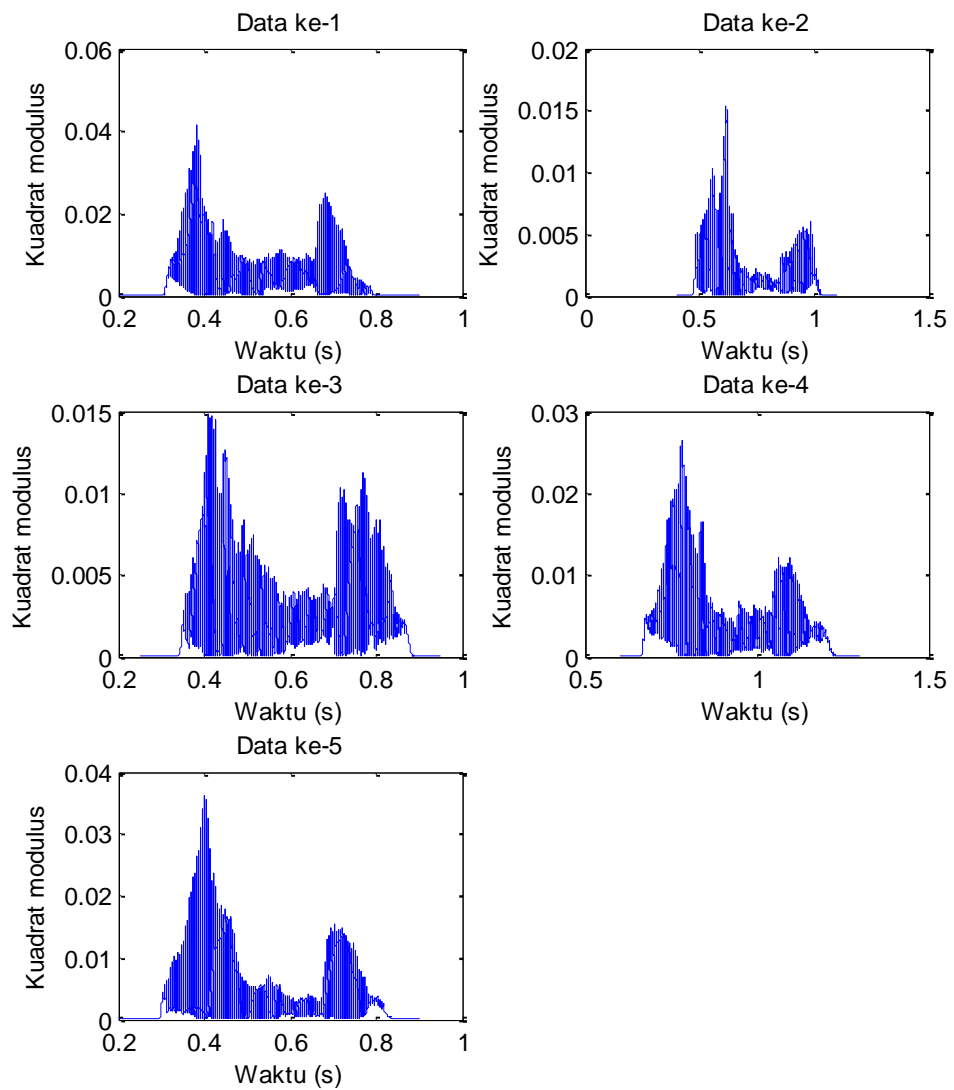 Data ke-1
Kuadrat modulus
0.06
0.04
0.02
0
0.2 0.4 0.6 0.8 1
Waktu (s)
Data ke-2
Kuadrat modulus
0.02
0.015
0.01
0.005
0
0 0.5 1 1.5
Waktu (s)
Data ke-3
Kuadrat modulus
0.015
0.01
0.005
0
0.2 0.4 0.6 0.8 1
Waktu (s)
Data ke-4
Kuadrat modulus
0.03
0.02
0.01
0
0.5 1 1.5
Waktu (s)
Data ke-5
Kuadrat modulus
0.04
0.03
0.02
0.01
0
0.2 0.4 0.6 0.8 1
Waktu (s)